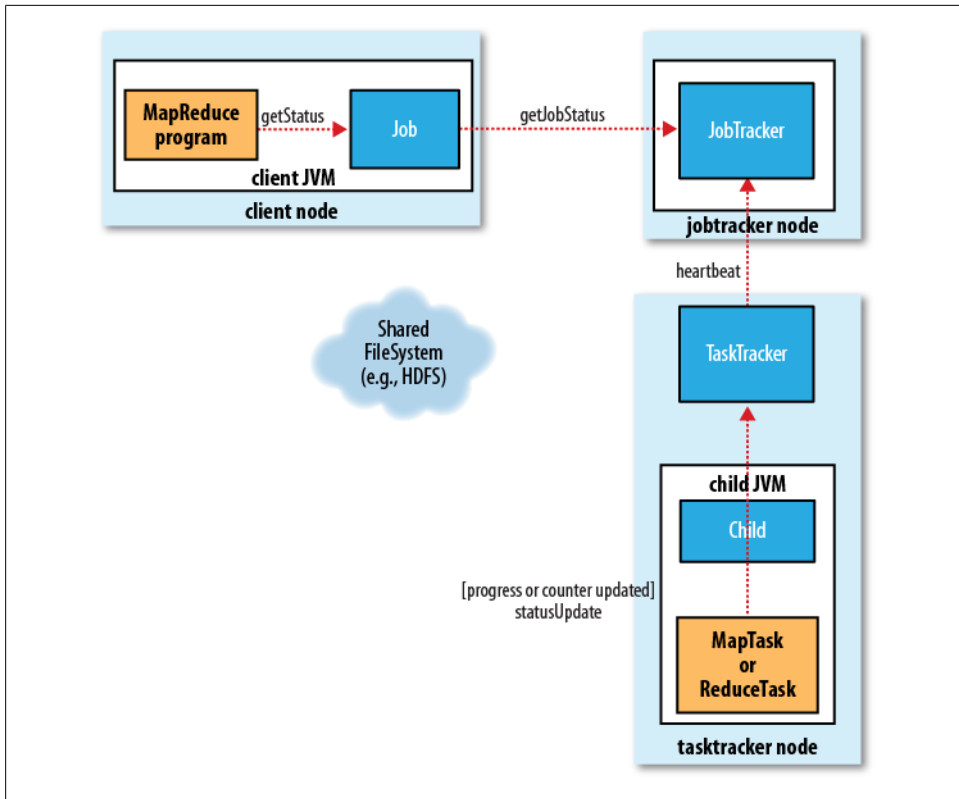 MapReduce
program
getStatus
Job
client JVM
client node
getJobStatus
JobTracker
jobtracker node
heartbeat
Shared
FileSystem
(e.g., HDFS)
TaskTracker
child JVM
Child
[progress or counter updated]
statusUpdate
MapTask
or
ReduceTask
tasktracker node